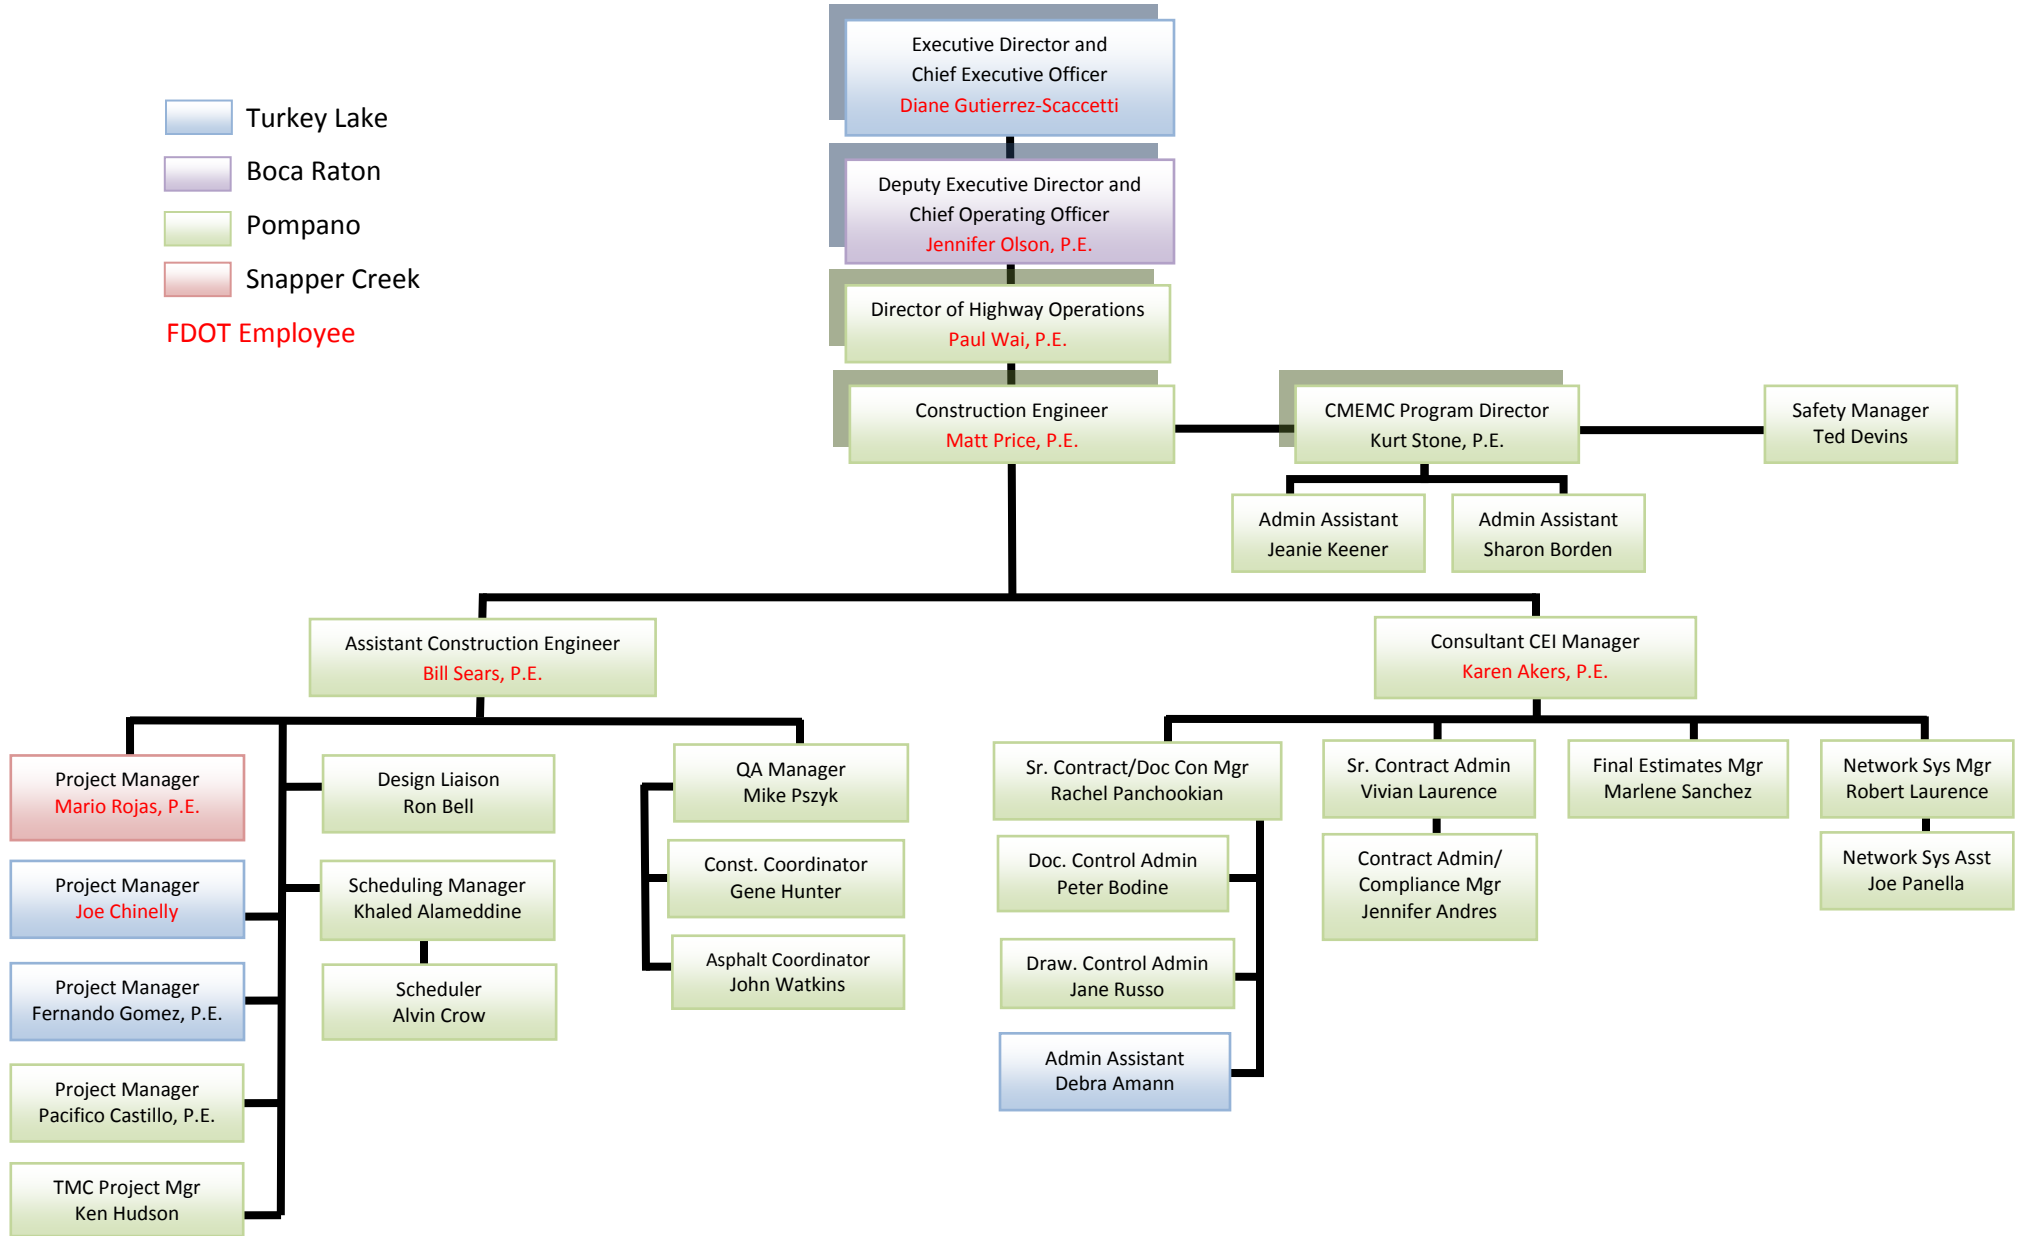 Executive Director and
Chief Executive Officer
Diane Gutierrez-Scaccetti
Turkey Lake
Boca Raton
Pompano
Snapper Creek
FDOT Employee
Deputy Executive Director and
Chief Operating Officer
Jennifer Olson, P.E.
Director of Highway Operations
Paul Wai, P.E.
Construction Engineer
Matt Price, P.E.
CMEMC Program Director
Kurt Stone, P.E.
Safety Manager
Ted Devins
Admin Assistant
Jeanie Keener
Admin Assistant
Sharon Borden
Assistant Construction Engineer
Bill Sears, P.E.
Consultant CEI Manager
Karen Akers, P.E.
Project Manager
Mario Rojas, P.E.
Project Manager
Joe Chinelly
Project Manager
Fernando Gomez, P.E.
Project Manager
Pacifico Castillo, P.E.
TMC Project Mgr
Ken Hudson
Design Liaison
Ron Bell
Scheduling Manager
Khaled Alameddine
Scheduler
Alvin Crow
QA Manager
Mike Pszyk
Const. Coordinator
Gene Hunter
Asphalt Coordinator
John Watkins
Sr. Contract/Doc Con Mgr
Rachel Panchookian
Doc. Control Admin
Peter Bodine
Draw. Control Admin
Jane Russo
Admin Assistant
Debra Amann
Sr. Contract Admin
Vivian Laurence
Contract Admin/
Compliance Mgr
Jennifer Andres
Final Estimates Mgr
Marlene Sanchez
Network Sys Mgr
Robert Laurence
Network Sys Asst
Joe Panella